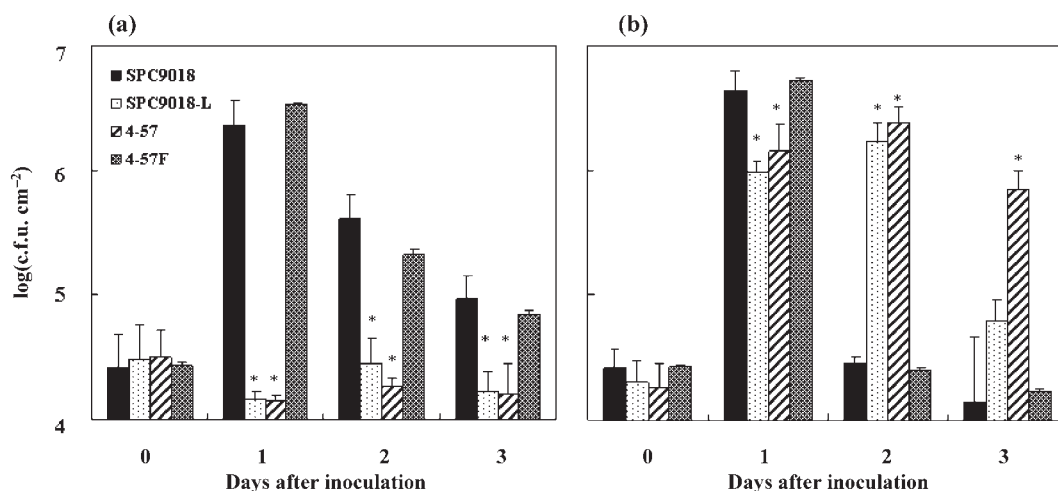 (a)
(b)
7
6
5
4
log(c.f.u. cm⁻²)
SPC9018
SPC9018-L
4-57
4-57F
* * * * * *
* * * * *
0 1 2 3
0 1 2 3
Days after inoculation
Days after inoculation